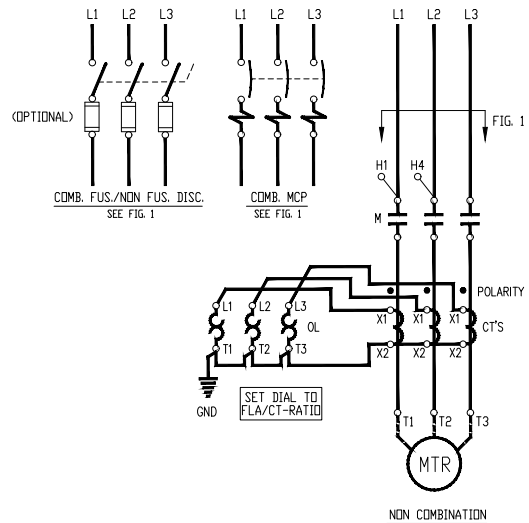 L1 L2 L3
L1 L2 L3
L1 L2 L3
(OPTIONAL)
FIG. 1
H1 H4
COMB. FUS./NON FUS. DISC.
SEE FIG. 1
COMB. MCP
SEE FIG. 1
M
POLARITY
L1 L2 L3
OL
X1 X1 X1
CT'S
T1 T2 T3
X2 X2 X2
GND
SET DIAL TO
FLA/CT-RATIO
T1 T2 T3
MTR
NON COMBINATION